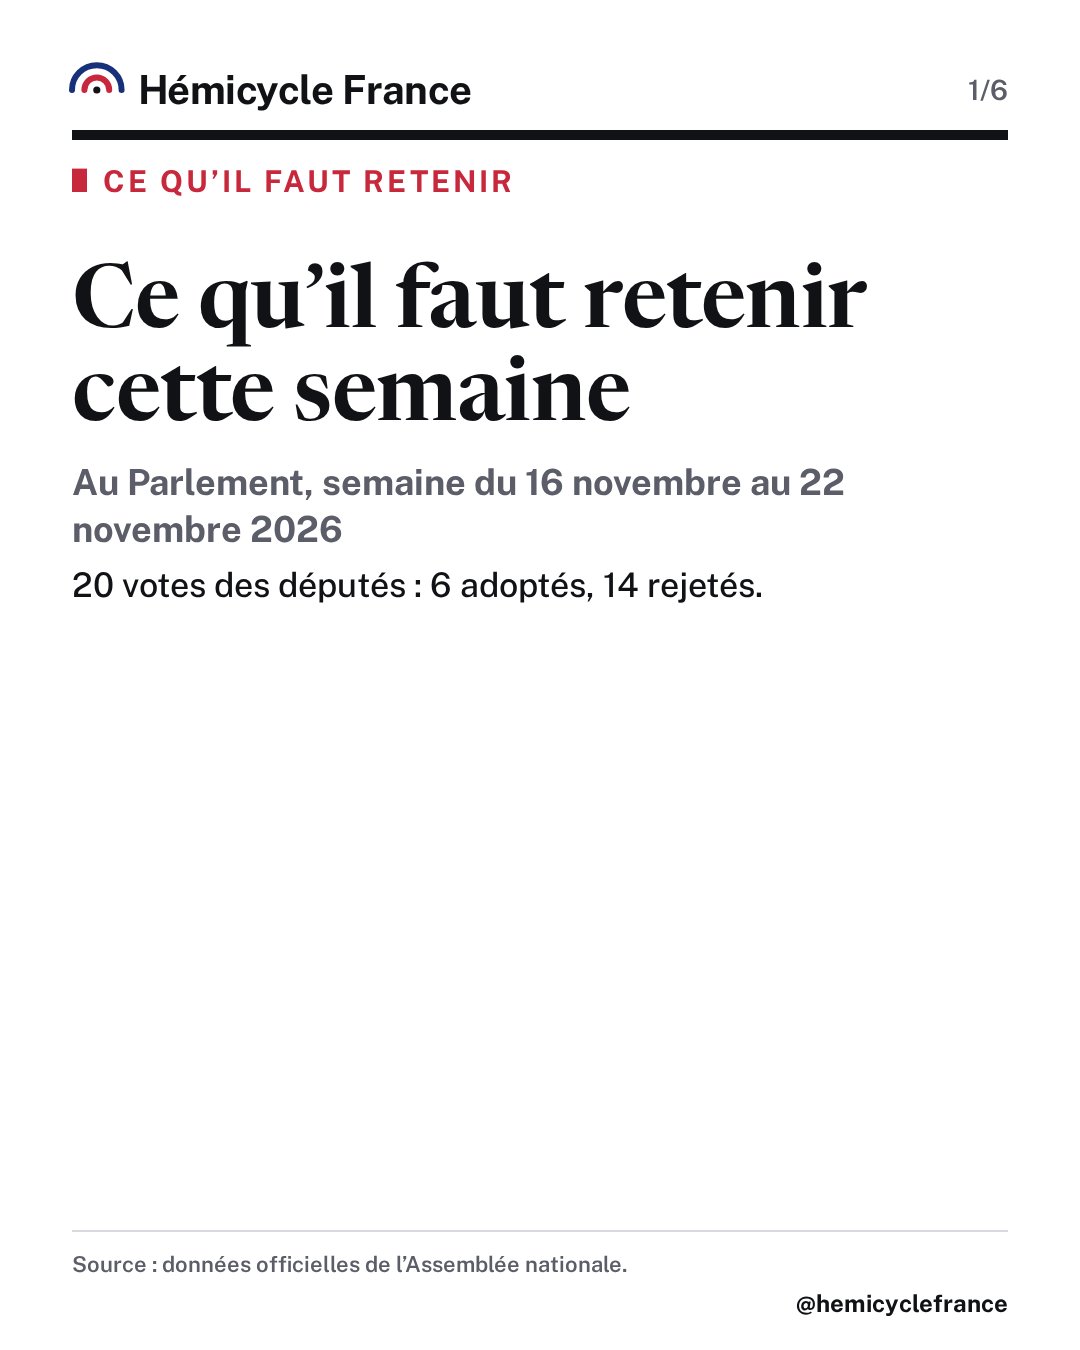 Hémicycle France
1/6
CE QU’IL FAUT RETENIR
Ce qu’il faut retenir
cette semaine
Au Parlement, semaine du 16 novembre au 22
novembre 2026
20 votes des députés : 6 adoptés, 14 rejetés.
Source : données officielles de l’Assemblée nationale.
@hemicyclefrance